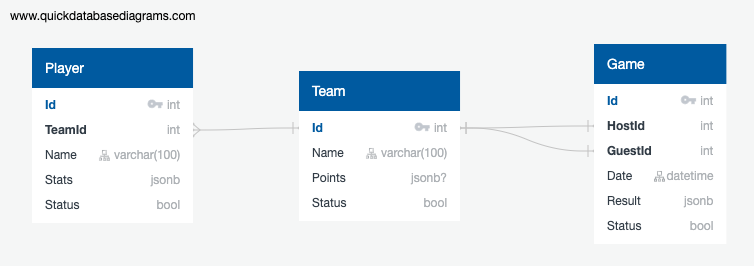 www.quickdatabasediagrams.com
Player
Id int
TeamId int
Name varchar(100)
Stats jsonb
Status bool
Team
Id int
Name varchar(100)
Points jsonb?
Status bool
Game
Id int
HostId int
GuestId int
Date datetime
Result jsonb
Status bool